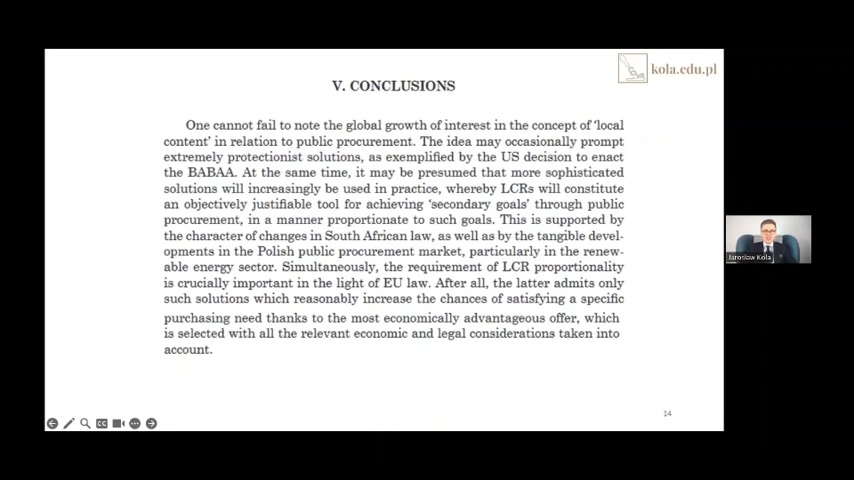 kola.edu.pl
V. CONCLUSIONS
One cannot fail to note the global growth of interest in the concept of ‘local
content’ in relation to public procurement. The idea may occasionally prompt
extremely protectionist solutions, as exemplified by the US decision to enact
the BABAA. At the same time, it may be presumed that more sophisticated
solutions will increasingly be used in practice, whereby LCRs will constitute
an objectively justifiable tool for achieving ‘secondary goals’ through public
procurement, in a manner proportionate to such goals. This is supported by
the character of changes in South African law, as well as by the tangible devel-
opments in the Polish public procurement market, particularly in the renew-
able energy sector. Simultaneously, the requirement of LCR proportionality
is crucially important in the light of EU law. After all, the latter admits only
such solutions which reasonably increase the chances of satisfying a specific
purchasing need thanks to the most economically advantageous offer, which
is selected with all the relevant economic and legal considerations taken into
account.
14
CC
Jarosław Kola